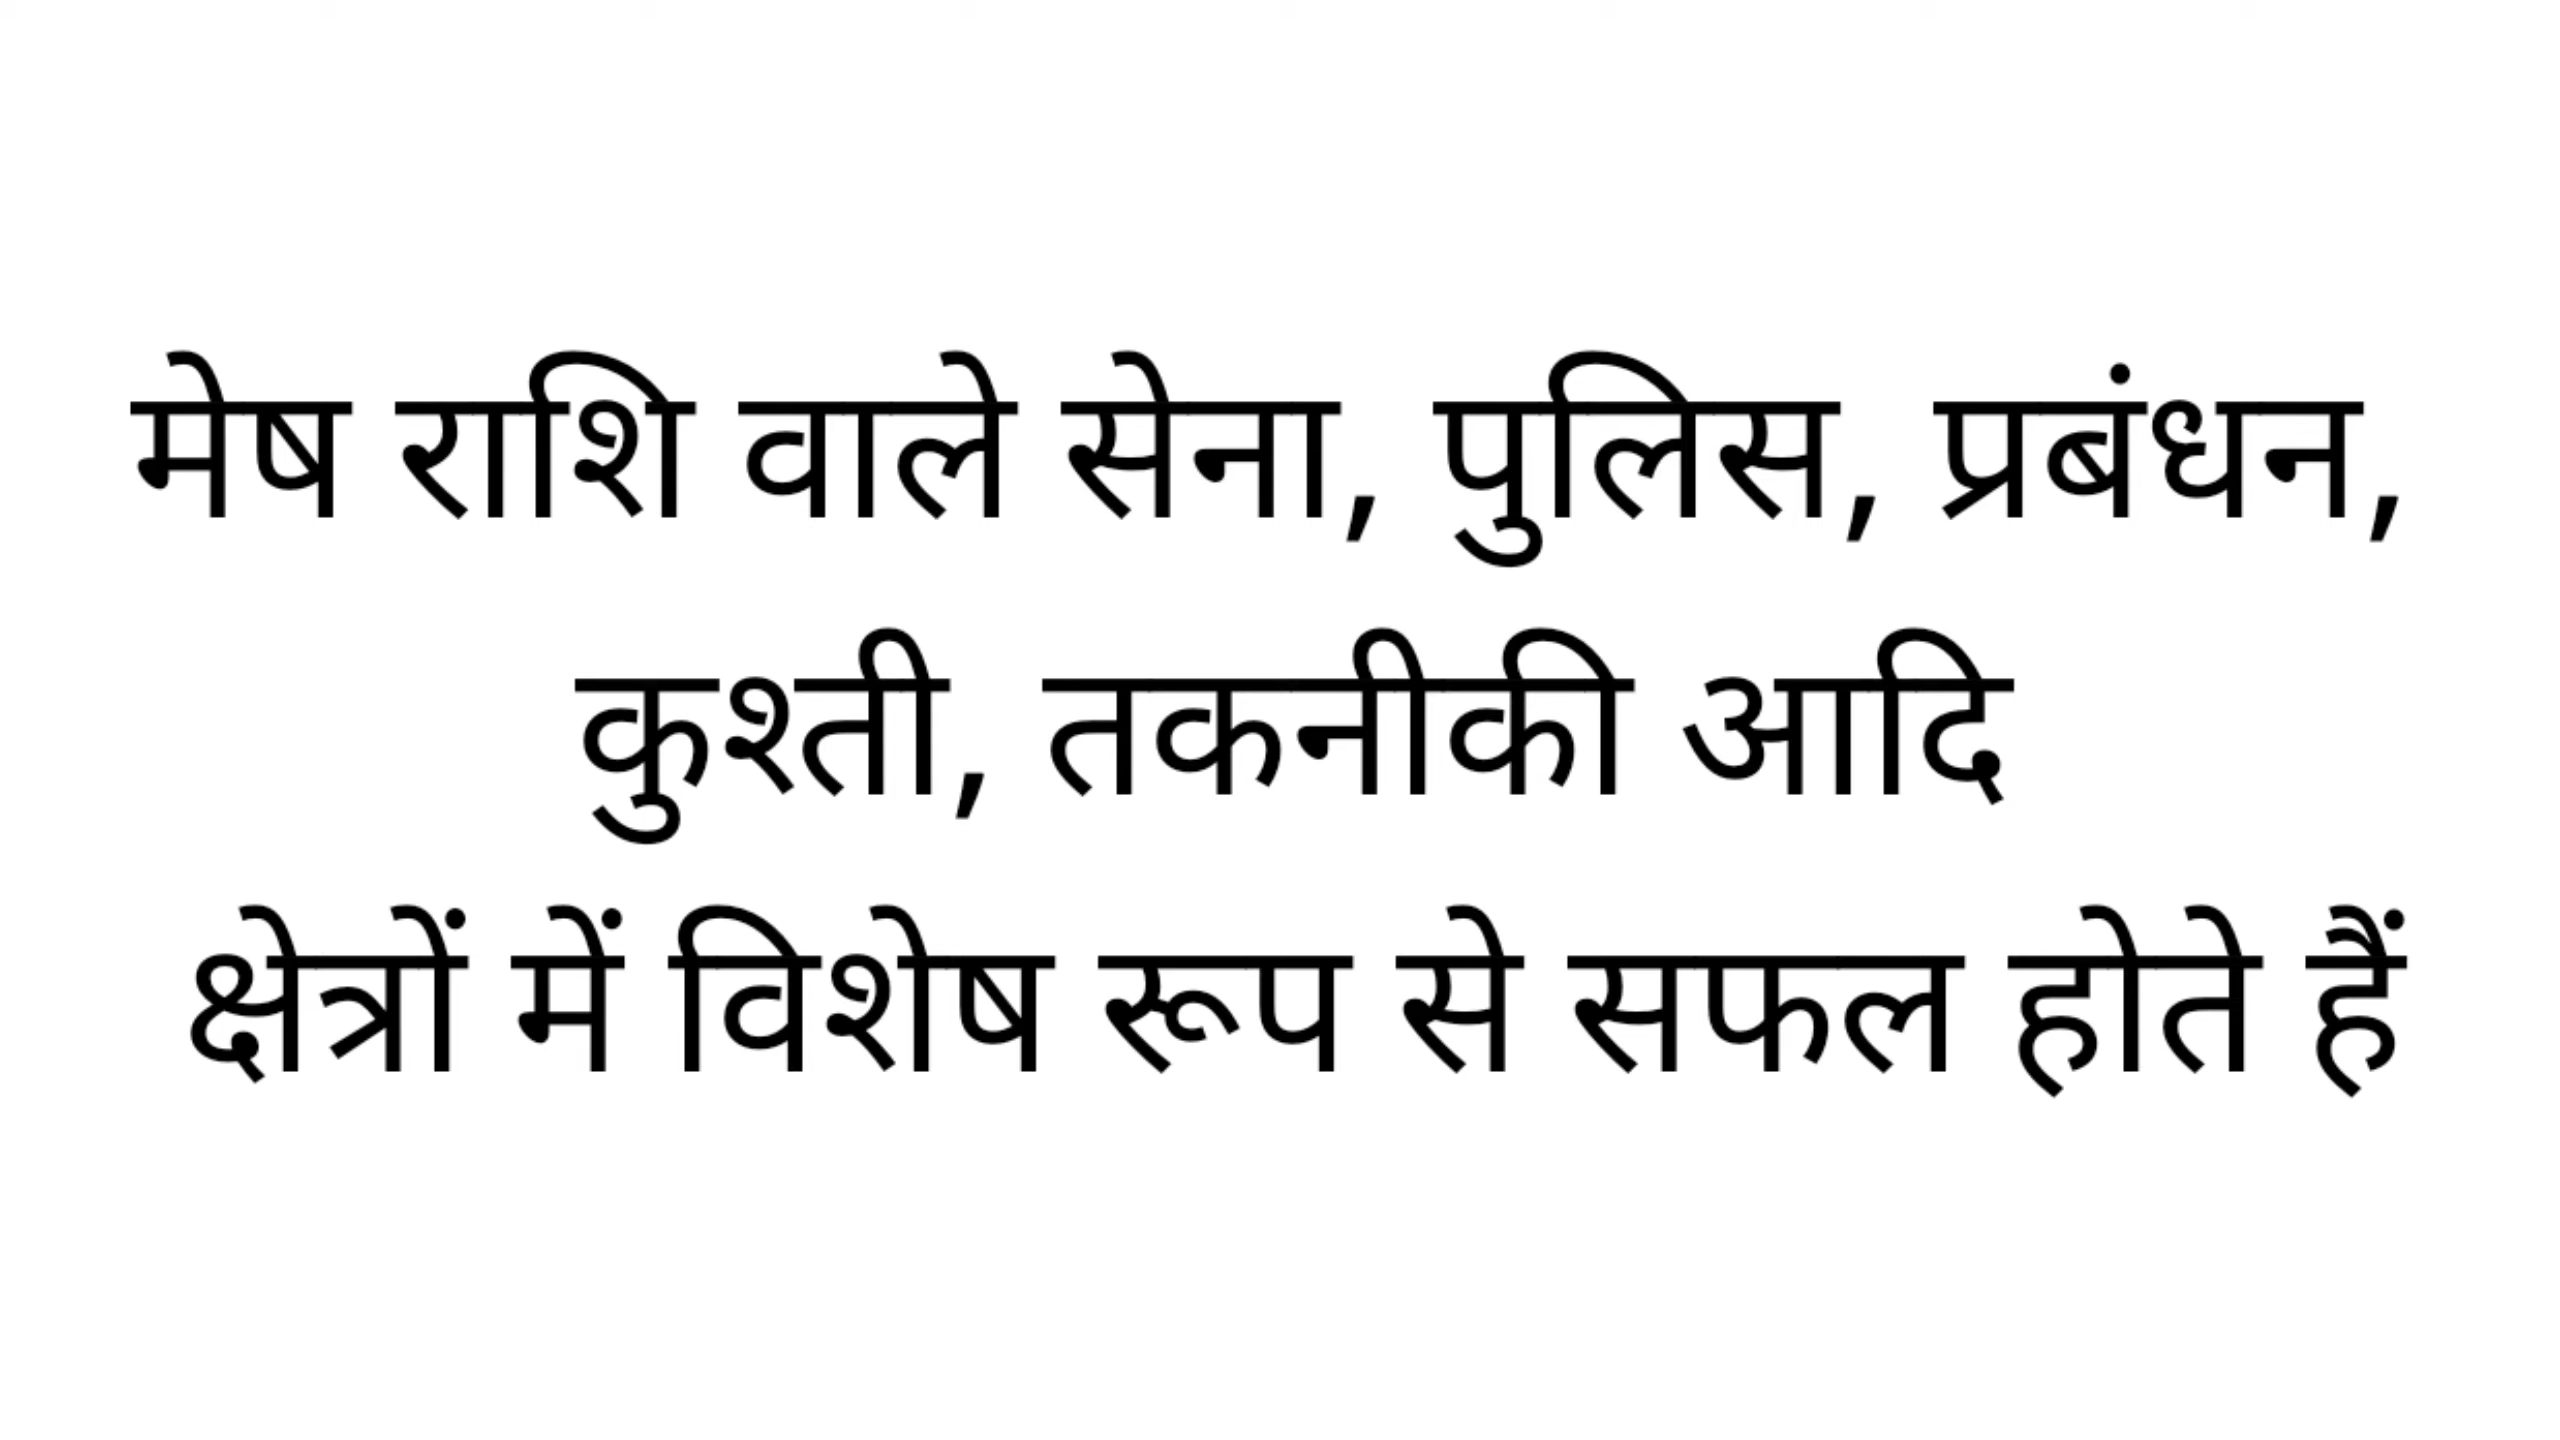 मेष राशि वाले सेना, पुलिस, प्रबंधन,
कुश्ती, तकनीकी आदि
क्षेत्रों में विशेष रूप से सफल होते हैं